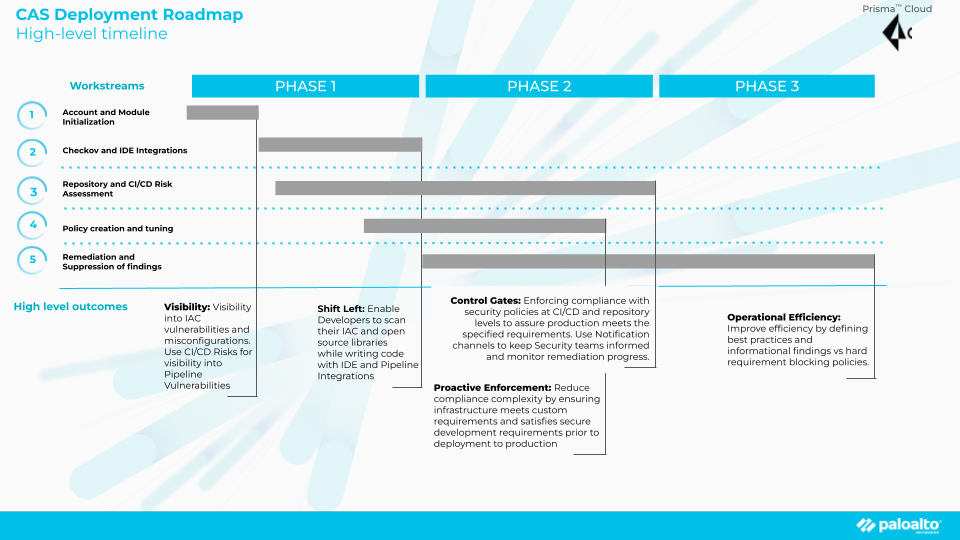 CAS Deployment Roadmap
High-level timeline
Prisma™ Cloud
Workstreams
PHASE 1
PHASE 2
PHASE 3
1
Account and Module
Initialization
2
Checkov and IDE Integrations
3
Repository and CI/CD Risk
Assessment
4
Policy creation and tuning
5
Remediation and
Suppression of findings
High level outcomes
Visibility: Visibility
into IAC
vulnerabilities and
misconfigurations.
Use CI/CD Risks for
visibility into
Pipeline
Vulnerabilities
Shift Left: Enable
Developers to scan
their IAC and open
source libraries
while writing code
with IDE and Pipeline
Integrations
Control Gates: Enforcing compliance with
security policies at CI/CD and repository
levels to assure production meets the
specified requirements. Use Notification
channels to keep Security teams informed
and monitor remediation progress.
Proactive Enforcement: Reduce
compliance complexity by ensuring
infrastructure meets custom
requirements and satisfies secure
development requirements prior to
deployment to production
Operational Efficiency:
Improve efficiency by defining
best practices and
informational findings vs hard
requirement blocking policies.
paloalto
NETWORKS